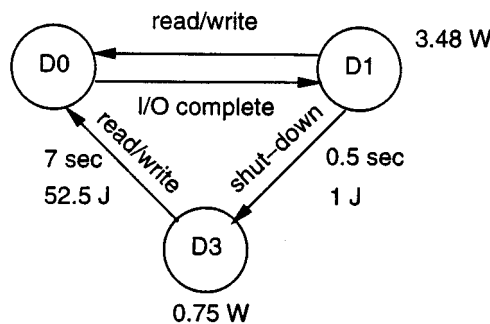 read/write
3.48 W
D0
D1
I/O complete
read/write
shut-down
7 sec
52.5 J
0.5 sec
1 J
D3
0.75 W